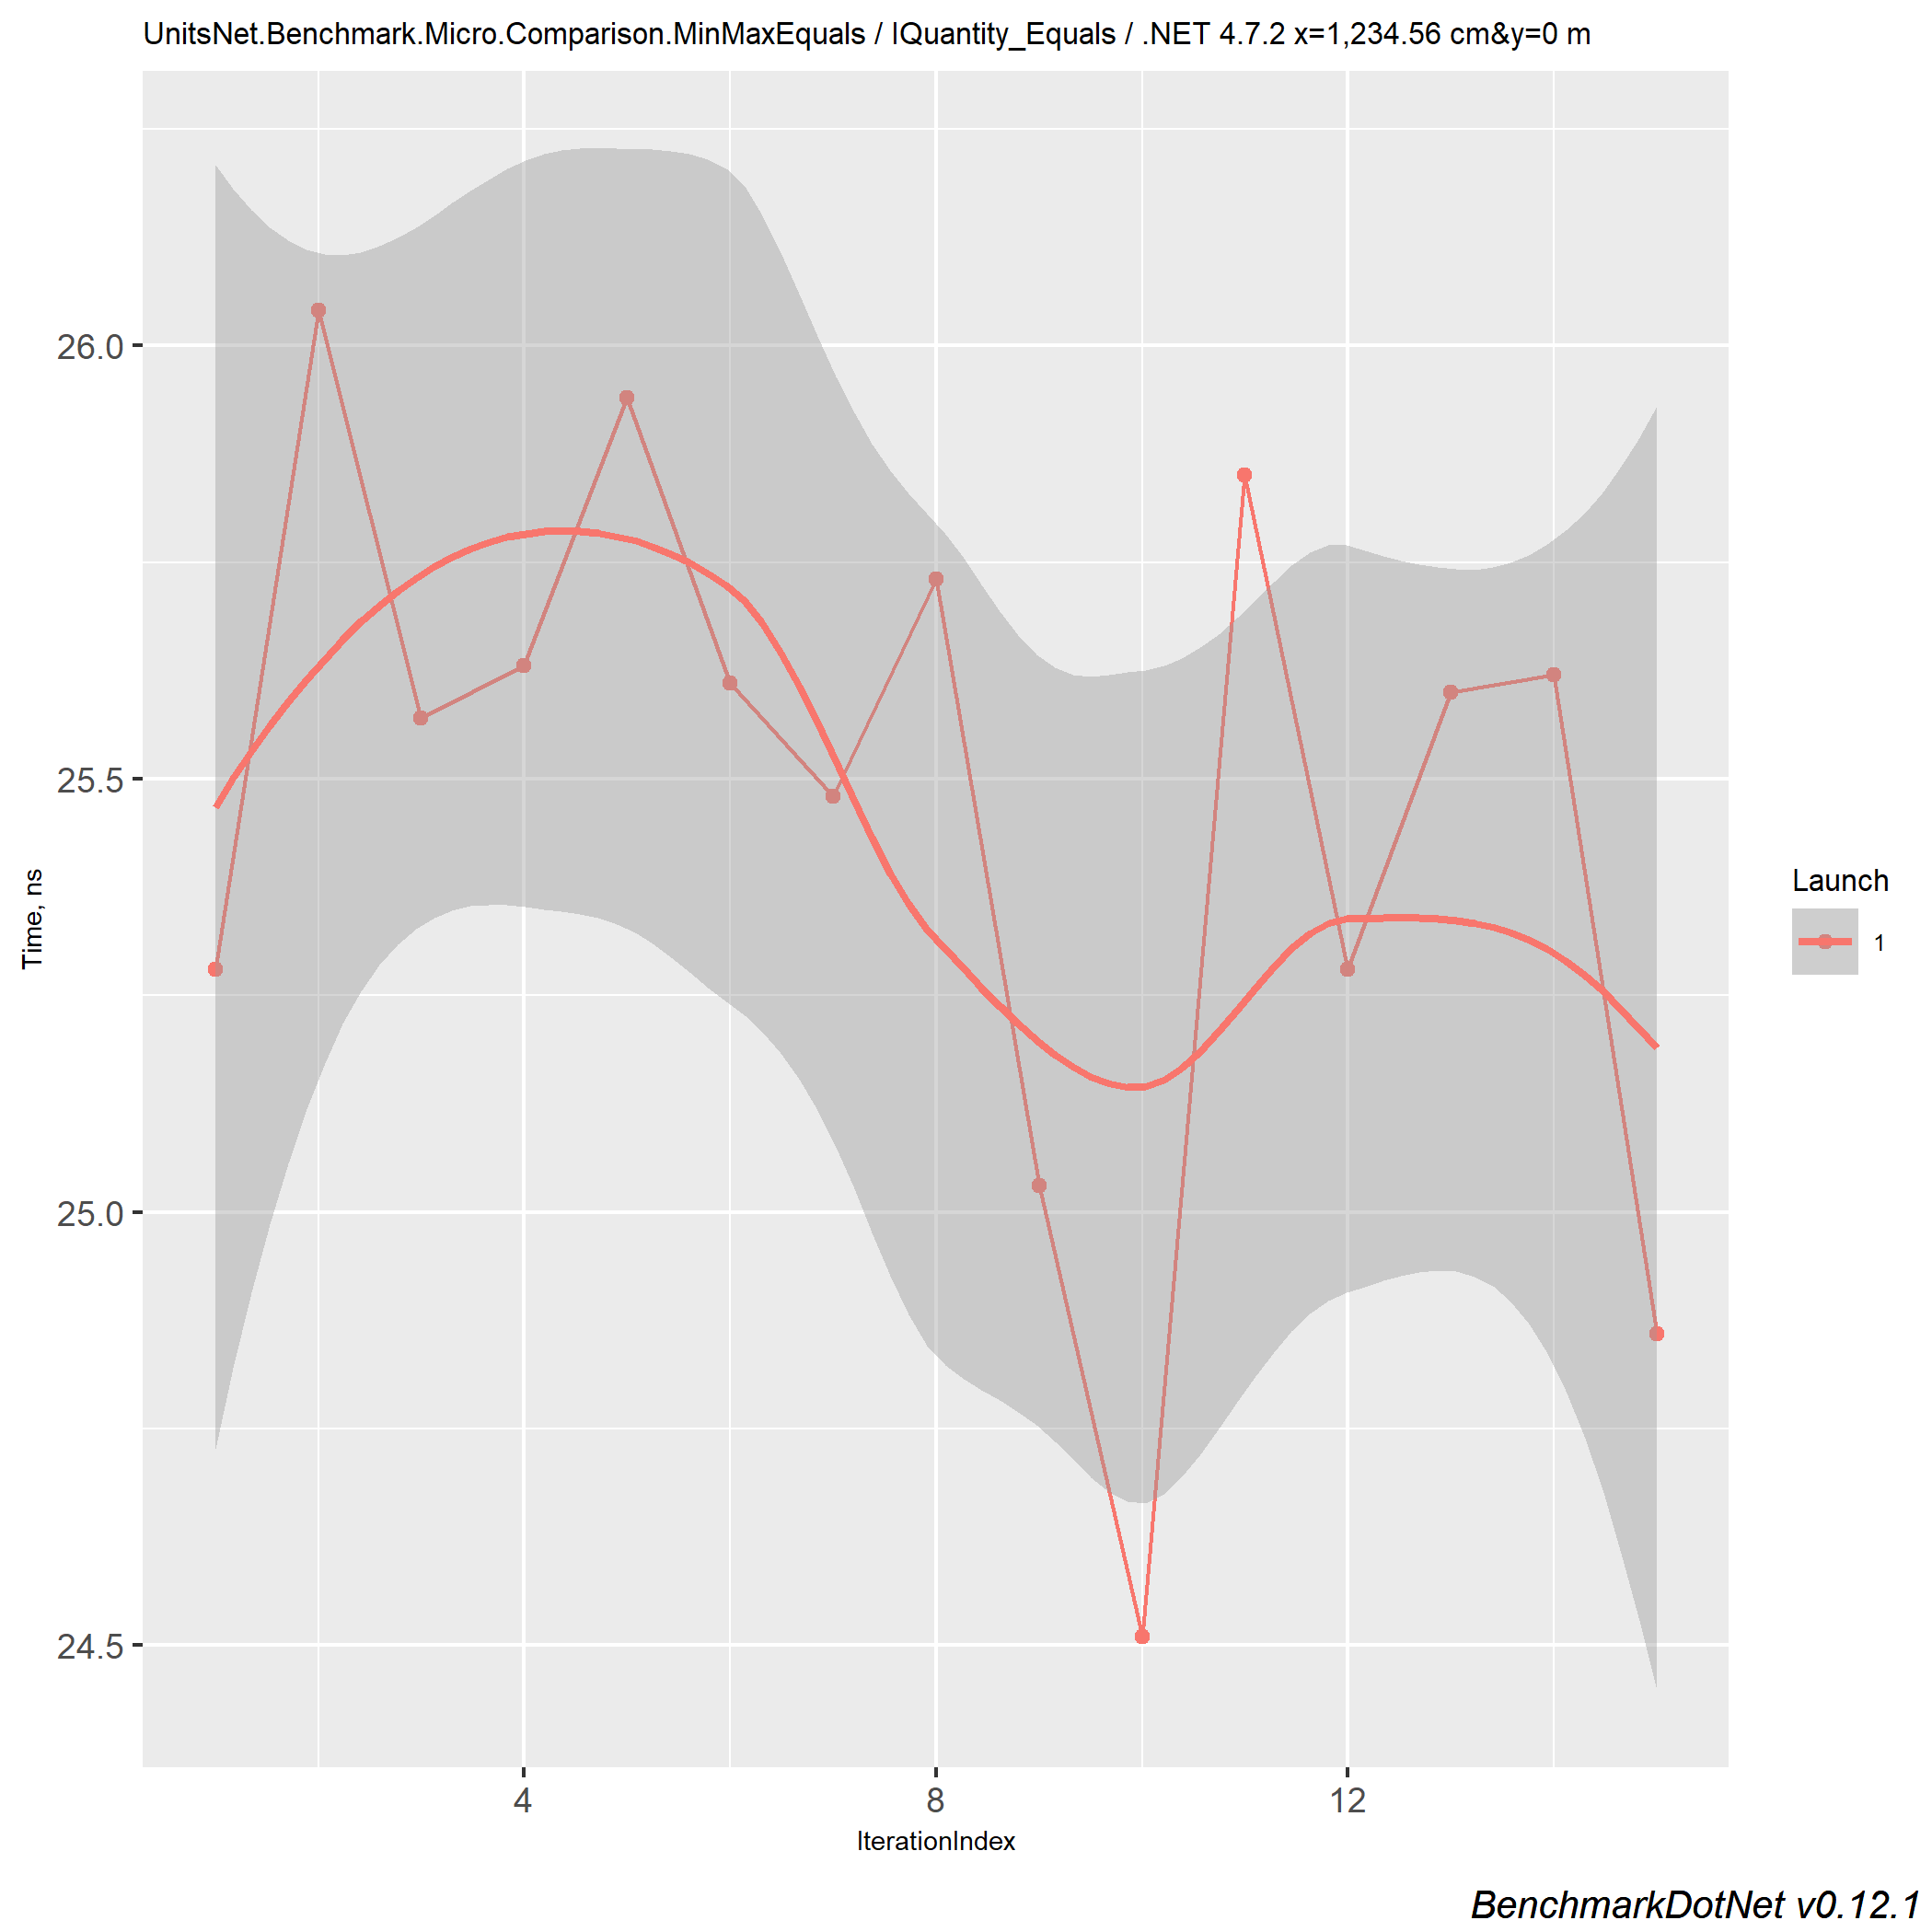 UnitsNet.Benchmark.Micro.Comparison.MinMaxEquals / IQuantity_Equals / .NET 4.7.2 x=1,234.56 cm&y=0 m
26.0
25.5
25.0
24.5
Time, ns
4 8 12
IterationIndex
Launch
1
BenchmarkDotNet v0.12.1